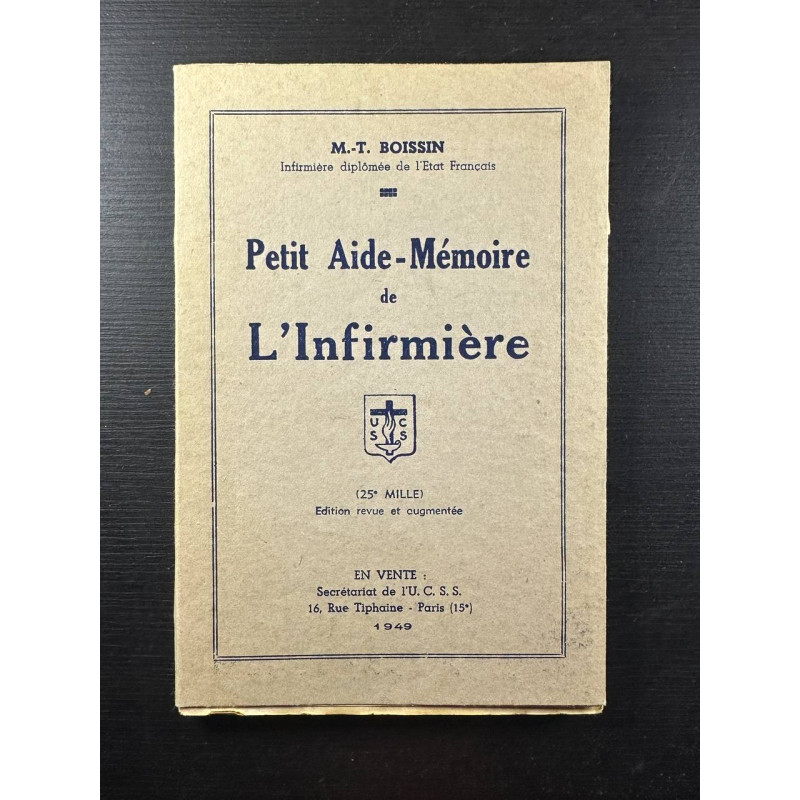 M.-T. BOISSIN
Infirmière diplômée de l'Etat Français
Petit Aide-Mémoire
de
L'Infirmière
U C
S S
(25e MILLE)
Edition revue et augmentée
EN VENTE :
Secrétariat de l'U. C. S. S.
16, Rue Tiphaine - Paris (15e)
1949